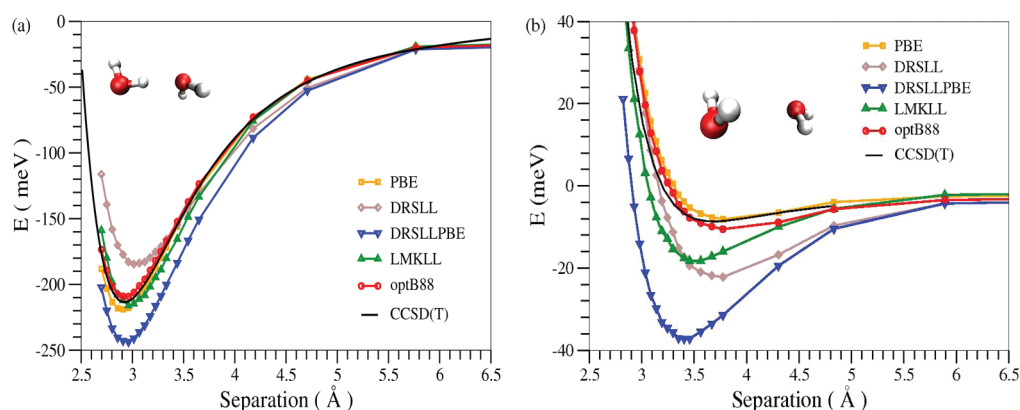 (a)
0
-50
-100
-150
-200
-250
E ( meV)
PBE
DRSLL
DRSLLPBE
LMKLL
optB88
CCSD(T)
2.5 3 3.5 4 4.5 5 5.5 6 6.5
Separation ( Å )
(b)
40
20
0
-20
-40
E ( meV)
PBE
DRSLL
DRSLLPBE
LMKLL
optB88
CCSD(T)
2.5 3 3.5 4 4.5 5 5.5 6 6.5
Separation ( Å )